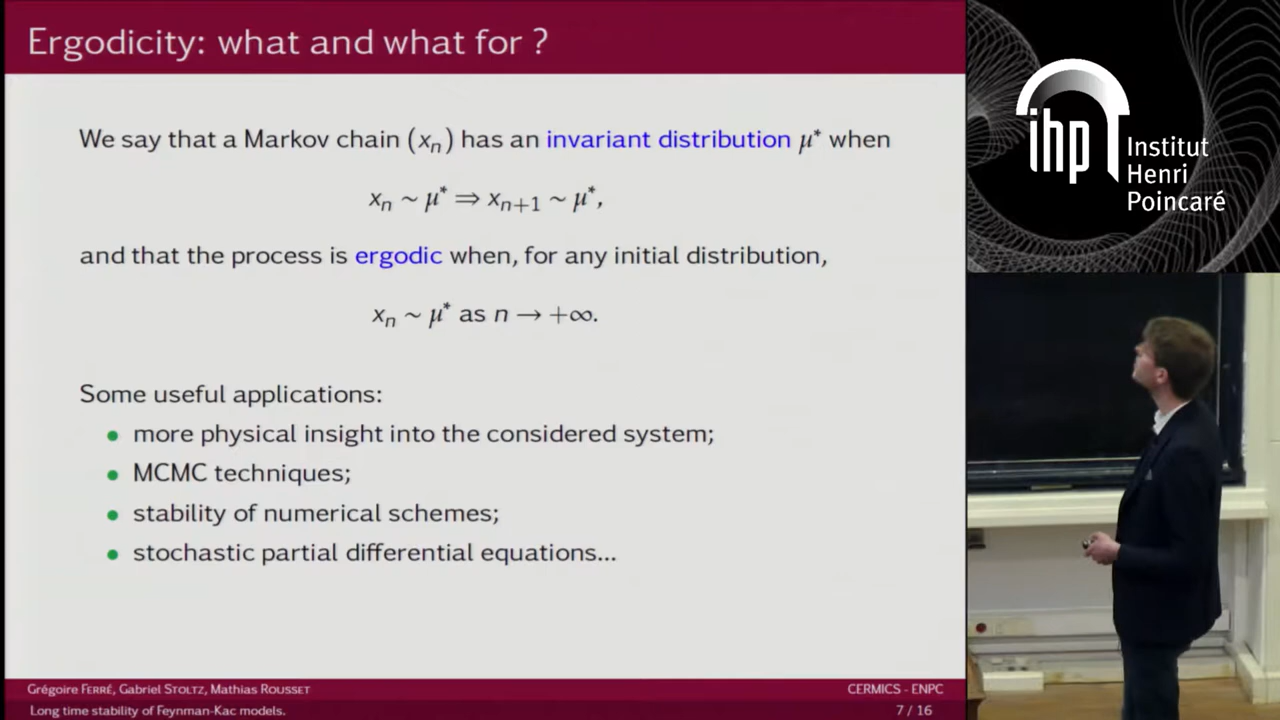 Ergodicity: what and what for ?
We say that a Markov chain (xₙ) has an invariant distribution μ* when
xₙ ~ μ* ⇒ xₙ₊₁ ~ μ*,
and that the process is ergodic when, for any initial distribution,
xₙ ~ μ* as n → +∞.
Some useful applications:
• more physical insight into the considered system;
• MCMC techniques;
• stability of numerical schemes;
• stochastic partial differential equations...
Grégoire Ferré, Gabriel Stoltz, Mathias Rousset
CERMICS - ENPC
Long time stability of Feynman-Kac models.
7 / 16
ihp
Institut
Henri
Poincaré